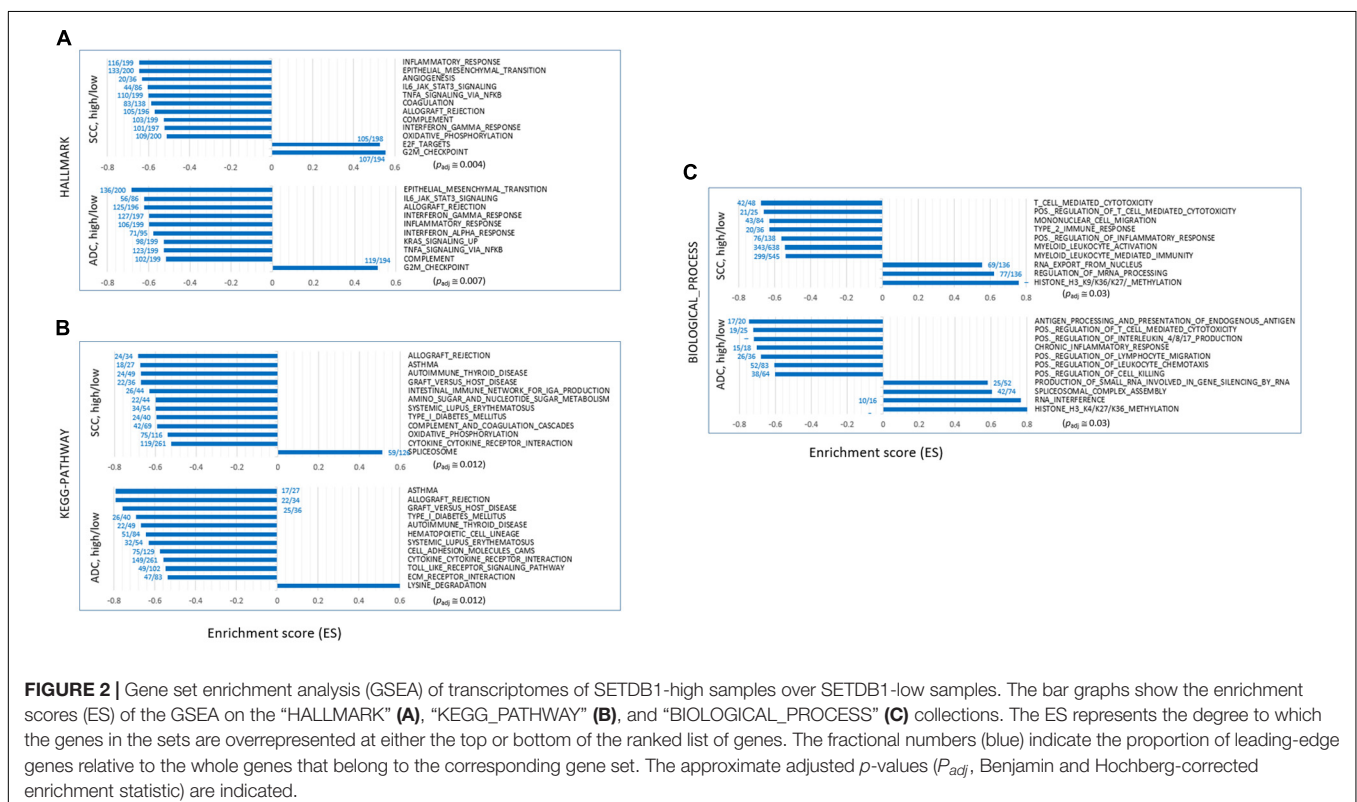 A
HALLMARK
SCC, high/low
116/199 INFLAMMATORY_RESPONSE
133/200 EPITHELIAL_MESENCHYMAL_TRANSITION
20/36 ANGIOGENESIS
44/86 IL6_JAK_STAT3_SIGNALING
110/199 TNFA_SIGNALING_VIA_NFKB
83/138 COAGULATION
105/196 ALLOGRAFT_REJECTION
103/199 COMPLEMENT
101/197 INTERFERON_GAMMA_RESPONSE
109/200 OXIDATIVE_PHOSPHORYLATION
105/198 E2F_TARGETS
107/194 G2M_CHECKPOINT
-0.8 -0.6 -0.4 -0.2 0 0.2 0.4 0.6 (padj ≅ 0.004)
ADC, high/low
136/200 EPITHELIAL_MESENCHYMAL_TRANSITION
56/86 IL6_JAK_STAT3_SIGNALING
125/196 ALLOGRAFT_REJECTION
127/197 INTERFERON_GAMMA_RESPONSE
106/199 INFLAMMATORY_RESPONSE
71/95 INTERFERON_ALPHA_RESPONSE
98/199 KRAS_SIGNALING_UP
123/199 TNFA_SIGNALING_VIA_NFKB
102/199 COMPLEMENT
119/194 G2M_CHECKPOINT
-0.8 -0.6 -0.4 -0.2 0 0.2 0.4 0.6 (padj ≅ 0.007)
B
KEGG-PATHWAY
SCC, high/low
24/34 ALLOGRAFT_REJECTION
18/27 ASTHMA
24/49 AUTOIMMUNE_THYROID_DISEASE
22/36 GRAFT_VERSUS_HOST_DISEASE
26/44 INTESTINAL_IMMUNE_NETWORK_FOR_IGA_PRODUCTION
22/44 AMINO_SUGAR_AND_NUCLEOTIDE_SUGAR_METABOLISM
34/54 SYSTEMIC_LUPUS_ERYTHEMATOSUS
24/40 TYPE_I_DIABETES_MELLITUS
42/69 COMPLEMENT_AND_COAGULATION_CASCADES
75/116 OXIDATIVE_PHOSPHORYLATION
119/261 CYTOKINE_CYTOKINE_RECEPTOR_INTERACTION
59/126 SPLICEOSOME
-0.8 -0.6 -0.4 -0.2 0 0.2 0.4 0.6 (padj ≅ 0.012)
ADC, high/low
17/27 ASTHMA
22/34 ALLOGRAFT_REJECTION
25/36 GRAFT_VERSUS_HOST_DISEASE
26/40 TYPE_I_DIABETES_MELLITUS
22/49 AUTOIMMUNE_THYROID_DISEASE
51/84 HEMATOPOIETIC_CELL_LINEAGE
32/54 SYSTEMIC_LUPUS_ERYTHEMATOSUS
75/129 CELL_ADHESION_MOLECULES_CAMS
149/261 CYTOKINE_CYTOKINE_RECEPTOR_INTERACTION
49/102 TOLL_LIKE_RECEPTOR_SIGNALING_PATHWAY
47/83 ECM_RECEPTOR_INTERACTION
LYSINE_DEGRADATION
-0.8 -0.6 -0.4 -0.2 0 0.2 0.4 0.6 (padj ≅ 0.012)
Enrichment score (ES)
C
BIOLOGICAL_PROCESS
SCC, high/low
42/48 T_CELL_MEDIATED_CYTOTOXICITY
21/25 POS._REGULATION_OF_T_CELL_MEDIATED_CYTOTOXICITY
43/84 MONONUCLEAR_CELL_MIGRATION
20/36 TYPE_2_IMMUNE_RESPONSE
76/138 POS._REGULATION_OF_INFLAMMATORY_RESPONSE
343/638 MYELOID_LEUKOCYTE_ACTIVATION
299/545 MYELOID_LEUKOCYTE_MEDIATED_IMMUNITY
69/136 RNA_EXPORT_FROM_NUCLEUS
77/136 REGULATION_OF_MRNA_PROCESSING
HISTONE_H3_K9/K36/K27/_METHYLATION
-0.8 -0.6 -0.4 -0.2 0 0.2 0.4 0.6 0.8 (padj ≅ 0.03)
ADC, high/low
17/20 ANTIGEN_PROCESSING_AND_PRESENTATION_OF_ENDOGENOUS_ANTIGEN
19/25 POS._REGULATION_OF_T_CELL_MEDIATED_CYTOTOXICITY
POS._REGULATION_OF_INTERLEUKIN_4/8/17_PRODUCTION
15/18 CHRONIC_INFLAMMATORY_RESPONSE
26/36 POS._REGULATION_OF_LYMPHOCYTE_MIGRATION
52/83 POS._REGULATION_OF_LEUKOCYTE_CHEMOTAXIS
38/64 POS._REGULATION_OF_CELL_KILLING
25/52 PRODUCTION_OF_SMALL_RNA_INVOLVED_IN_GENE_SILENCING_BY_RNA
42/74 SPLICEOSOMAL_COMPLEX_ASSEMBLY
10/16 RNA_INTERFERENCE
HISTONE_H3_K4/K27/K36_METHYLATION
-0.8 -0.6 -0.4 -0.2 0 0.2 0.4 0.6 0.8 (padj ≅ 0.03)
Enrichment score (ES)
FIGURE 2 | Gene set enrichment analysis (GSEA) of transcriptomes of SETDB1-high samples over SETDB1-low samples. The bar graphs show the enrichment
scores (ES) of the GSEA on the “HALLMARK” (A), “KEGG_PATHWAY” (B), and “BIOLOGICAL_PROCESS” (C) collections. The ES represents the degree to which
the genes in the sets are overrepresented at either the top or bottom of the ranked list of genes. The fractional numbers (blue) indicate the proportion of leading-edge
genes relative to the whole genes that belong to the corresponding gene set. The approximate adjusted p-values (Padj, Benjamin and Hochberg-corrected
enrichment statistic) are indicated.